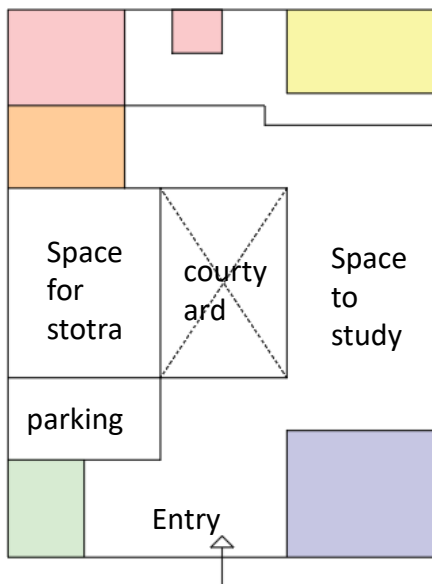 Space
for
stotra
courty
ard
Space
to
study
parking
Entry